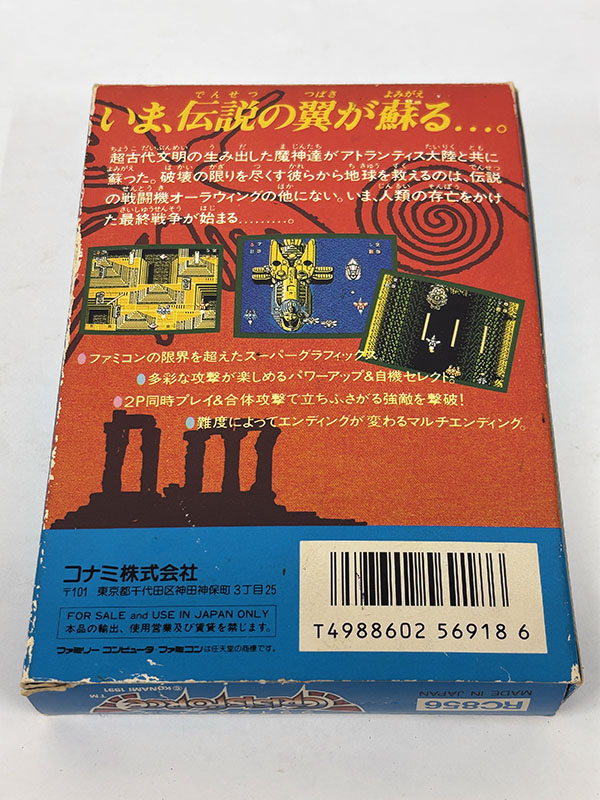 いま、伝説の翼が蘇る…。
超古代文明の生み出した魔神達がアトランティス大陸と共に
蘇った。破壊の限りを尽くす彼らから地球を救えるのは、伝説
の戦闘機オーラウィングの他にない。いま、人類の存亡をかけ
た最終戦争が始まる………。
●ファミコンの限界を超えたスーパーグラフィックス
●多彩な攻撃が楽しめるパワーアップ&自機セレクト。
●2P同時プレイ&合体攻撃で立ちふさがる強敵を撃破!
●難度によってエンディングが変わるマルチエンディング。
コナミ株式会社
〒101 東京都千代田区神田神保町3丁目25
FOR SALE and USE IN JAPAN ONLY
本品の輸出、使用営業及び賃貸を禁じます。
ファミリーコンピュータ・ファミコンは任天堂の商標です。
T4988602 56918 6
CRISIS FORCE
TM
©KONAMI 1991
RC856
MADE IN JAPAN